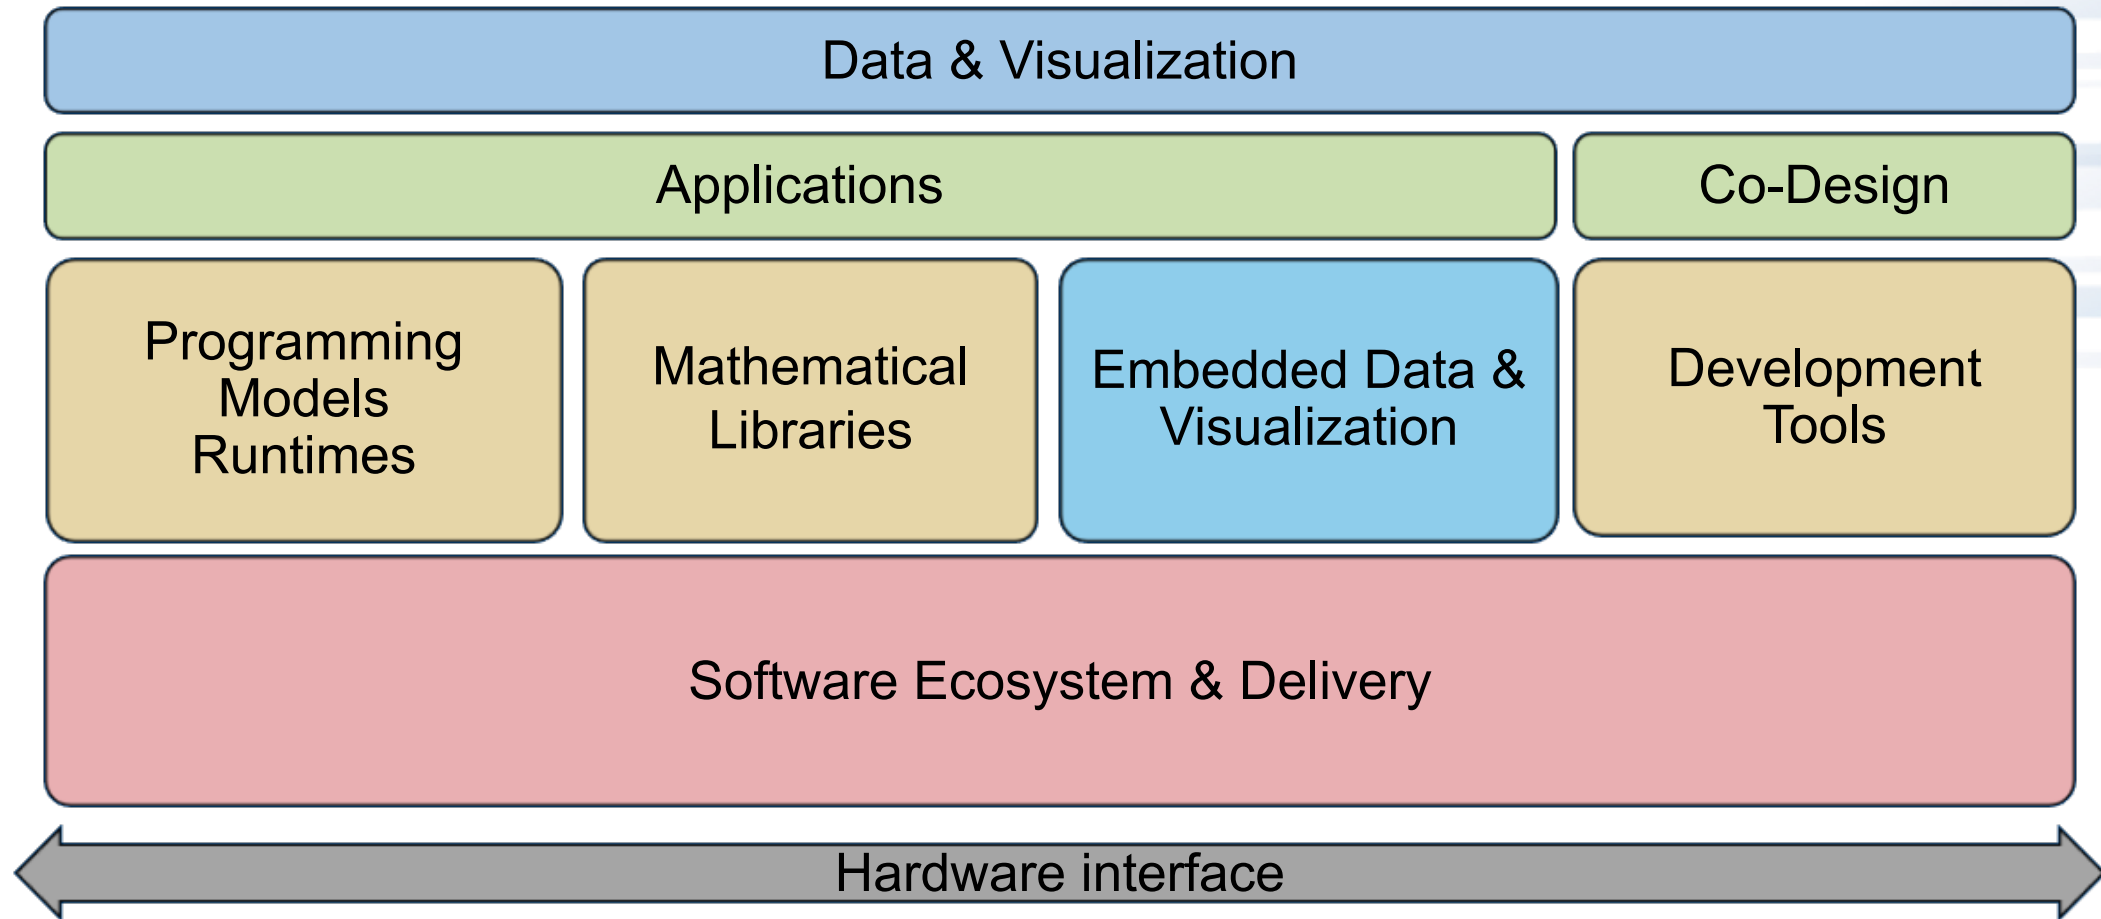 Data & Visualization
Applications
Co-Design
Programming
Models
Runtimes
Mathematical
Libraries
Embedded Data &
Visualization
Development
Tools
Software Ecosystem & Delivery
Hardware interface